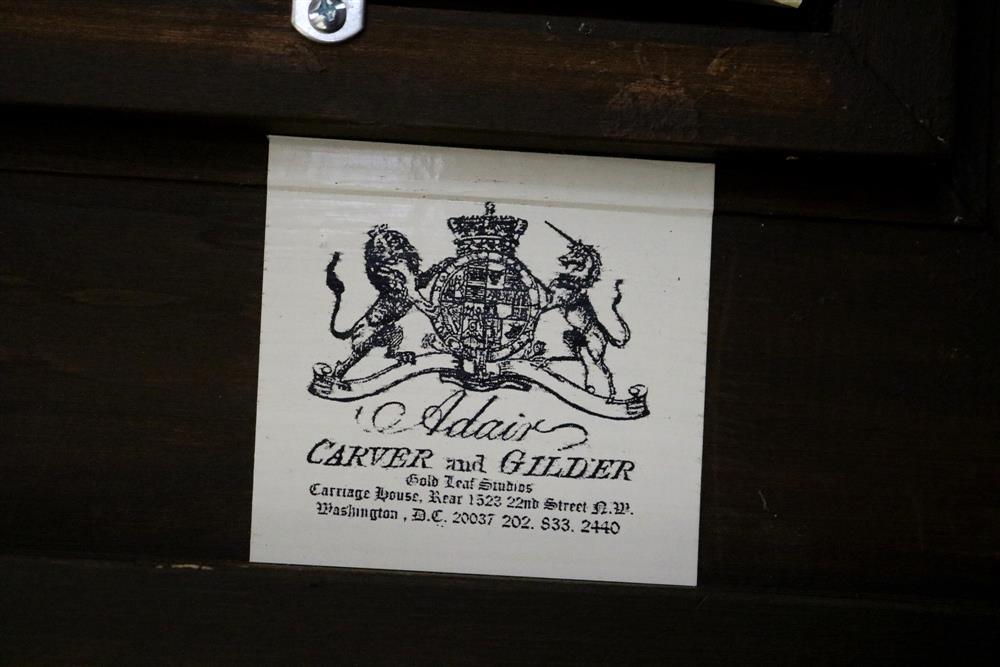 Adair
CARVER and GILDER
Gold Leaf Studios
Carriage House, Rear 1523 22nd Street N.W.
Washington, D.C. 20037 202. 833. 2440